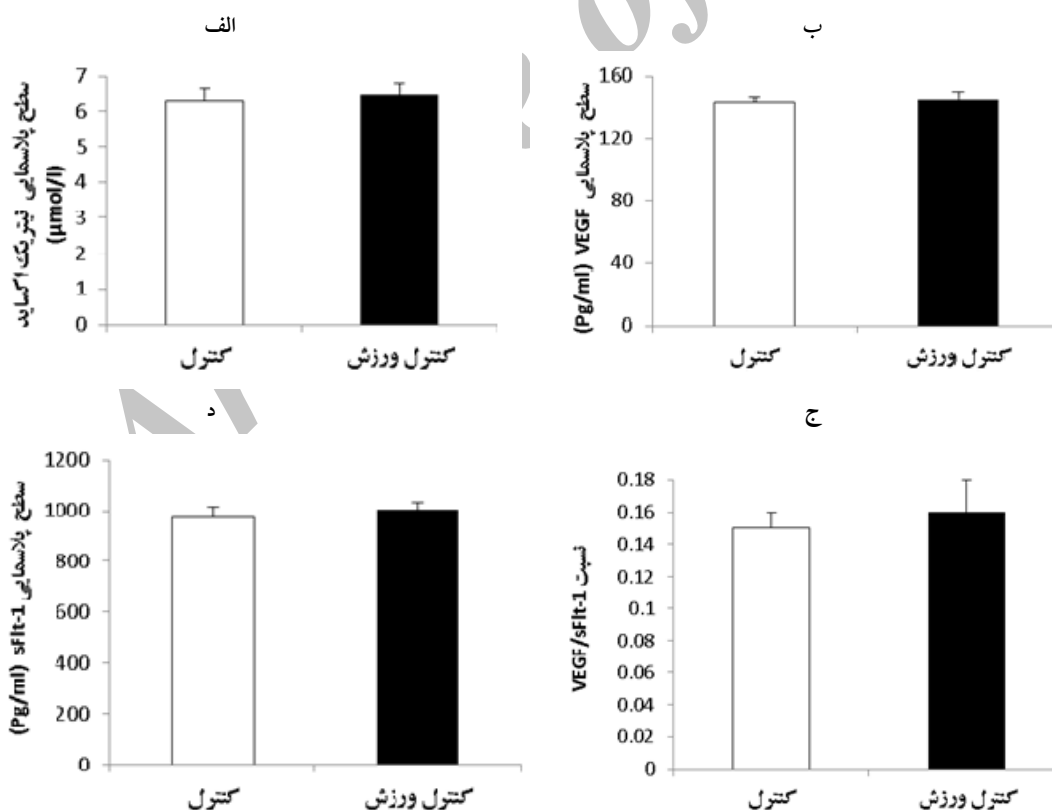 الف
سطح پلاسمایی نیتریک اکساید
(µmol/l)
7
6
5
4
3
2
1
0
کنترل
کنترل ورزش
ب
سطح پلاسمایی VEGF
(Pg/ml)
160
120
80
40
0
کنترل
کنترل ورزش
د
سطح پلاسمایی sFlt-1
(Pg/ml)
1200
1000
800
600
400
200
0
کنترل
کنترل ورزش
ج
نسبت VEGF/sFlt-1
0.18
0.16
0.14
0.12
0.1
0.08
0.06
0.04
0.02
0
کنترل
کنترل ورزش